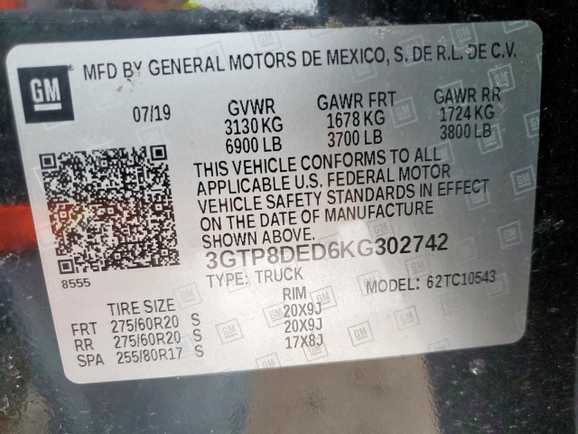 GM
MFD BY GENERAL MOTORS DE MEXICO, S. DE R.L. DE C.V.
07/19 GVWR GAWR FRT GAWR RR
3130 KG 1678 KG 1724 KG
6900 LB 3700 LB 3800 LB
THIS VEHICLE CONFORMS TO ALL
APPLICABLE U.S. FEDERAL MOTOR
VEHICLE SAFETY STANDARDS IN EFFECT
ON THE DATE OF MANUFACTURE
SHOWN ABOVE.
3GTP8DED6KG302742
8555
TYPE: TRUCK MODEL: 62TC10543
TIRE SIZE RIM
FRT 275/60R20 S 20X9J
RR 275/60R20 S 20X9J
SPA 255/80R17 S 17X8J